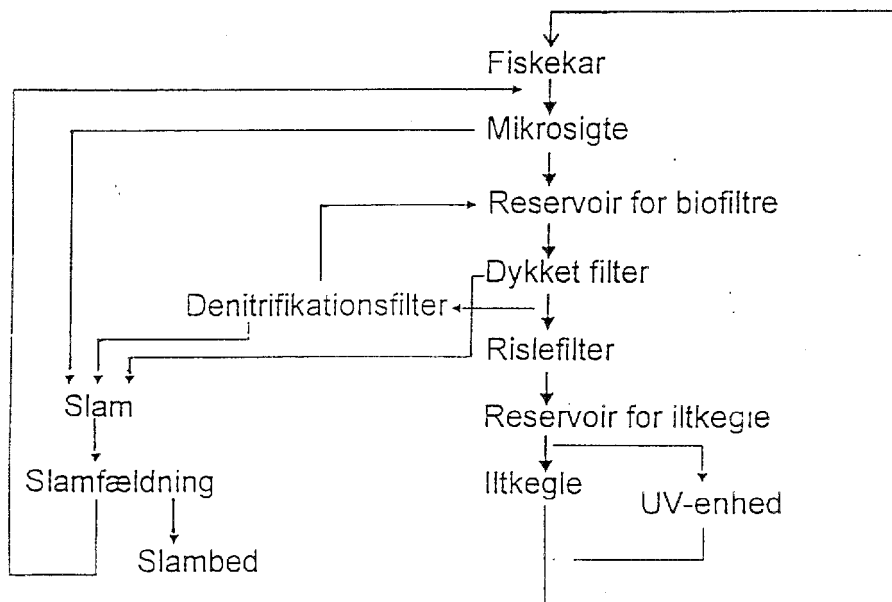 Fiskekar
Mikrosigte
Reservoir for biofiltre
Dykket filter
Denitrifikationsfilter
Rislefilter
Slam
Reservoir for iltkegle
Slamfældning
Iltkegle
UV-enhed
Slambed